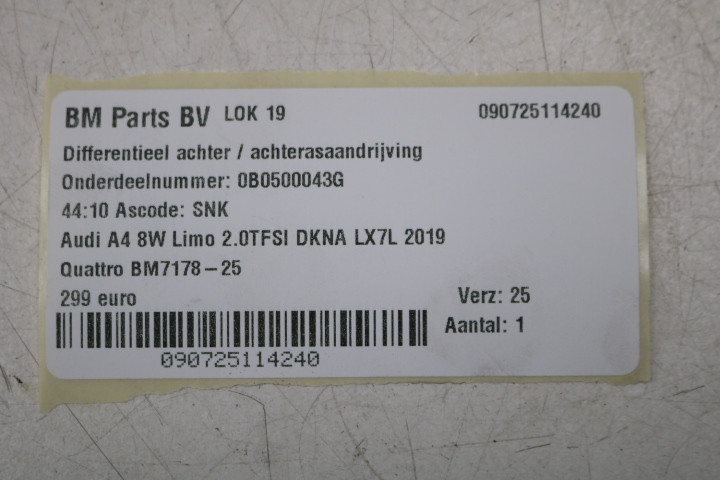 BM Parts BV LOK 19 090725114240
Differentieel achter / achterasaandrijving
Onderdeelnummer: 0B0500043G
44:10 Ascode: SNK
Audi A4 8W Limo 2.0TFSI DKNA LX7L 2019
Quattro BM7178-25
299 euro Verz: 25
Aantal: 1
090725114240